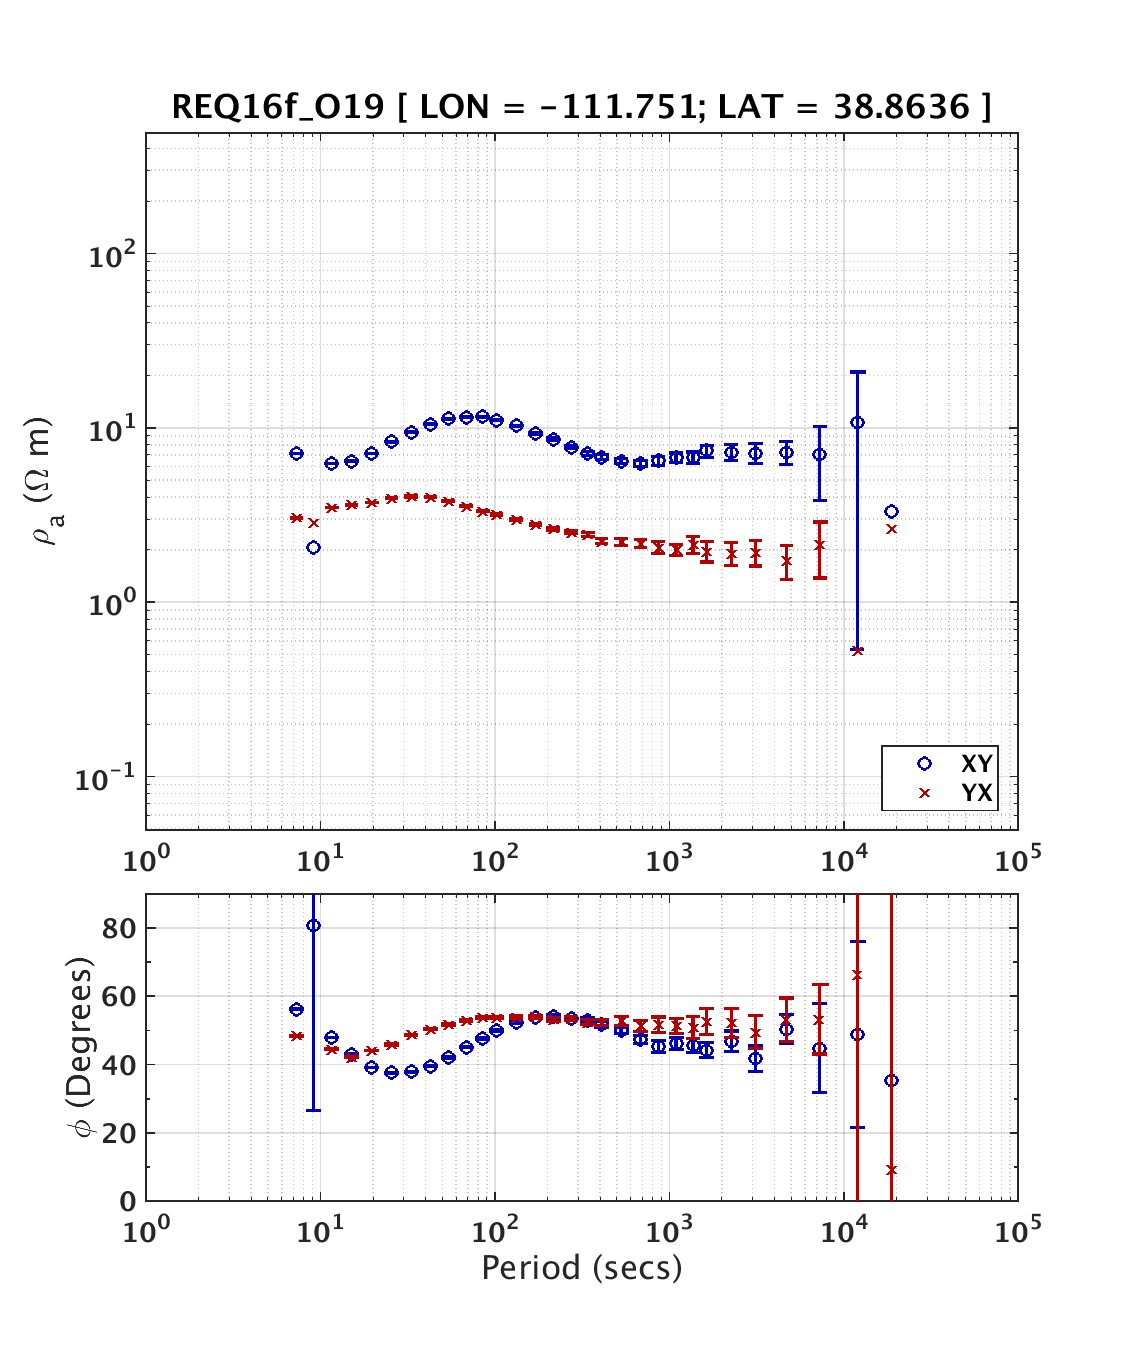 REQ16f_O19 [ LON = -111.751; LAT = 38.8636 ]
10²
10¹
10⁰
10⁻¹
ρₐ (Ω m)
XY
YX
10⁰ 10¹ 10² 10³ 10⁴ 10⁵
80
60
40
20
0
ϕ (Degrees)
10⁰ 10¹ 10² 10³ 10⁴ 10⁵
Period (secs)